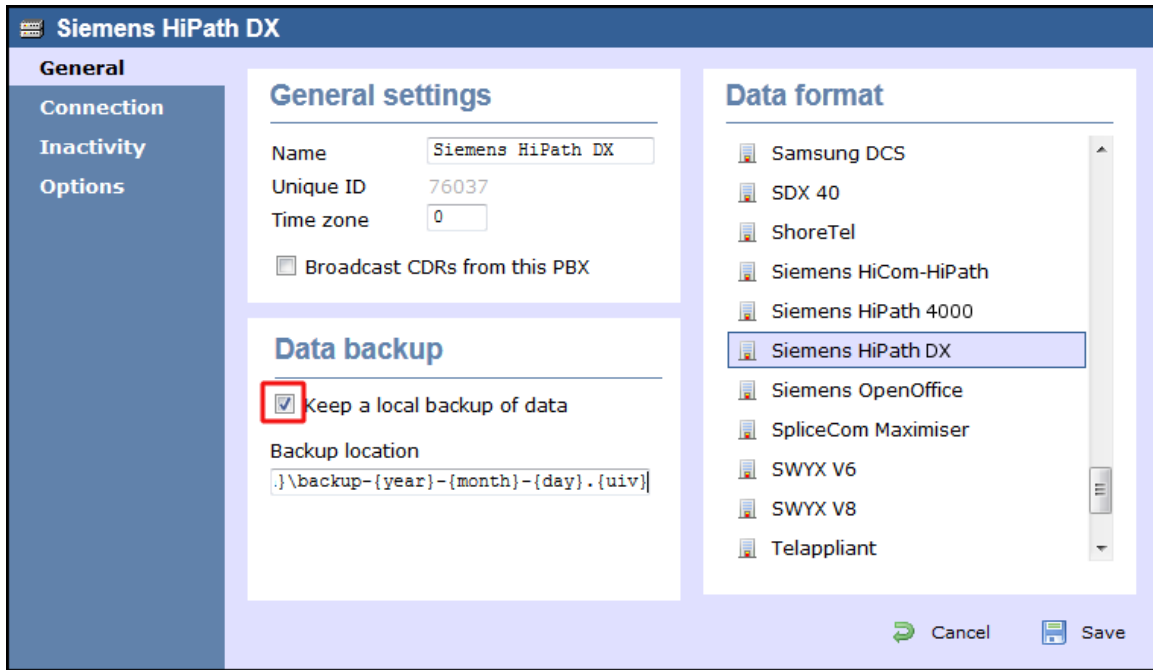 Siemens HiPath DX
General
Connection
Inactivity
Options
General settings
Name Siemens HiPath DX
Unique ID 76037
Time zone 0
Broadcast CDRs from this PBX
Data backup
Keep a local backup of data
Backup location
.}\backup-{year}-{month}-{day}.{uiv}
Data format
Samsung DCS
SDX 40
ShoreTel
Siemens HiCom-HiPath
Siemens HiPath 4000
Siemens HiPath DX
Siemens OpenOffice
SpliceCom Maximiser
SWYX V6
SWYX V8
Telappliant
Cancel Save